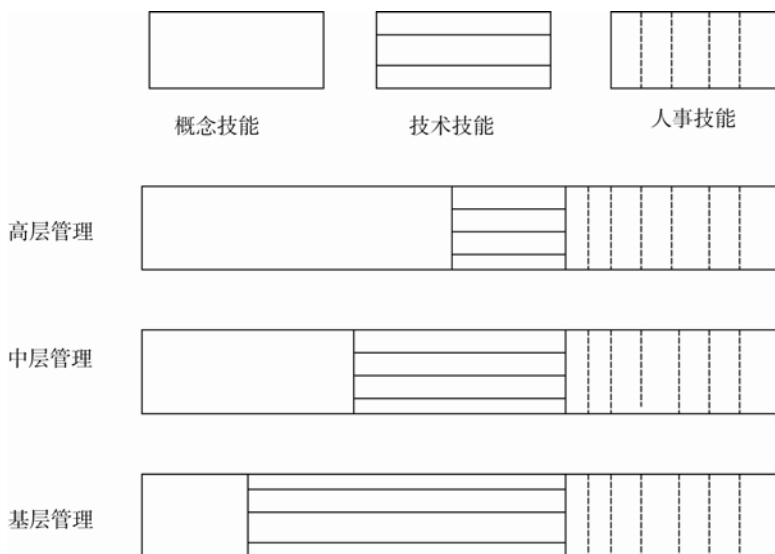 概念技能
技术技能
人事技能
高层管理
中层管理
基层管理